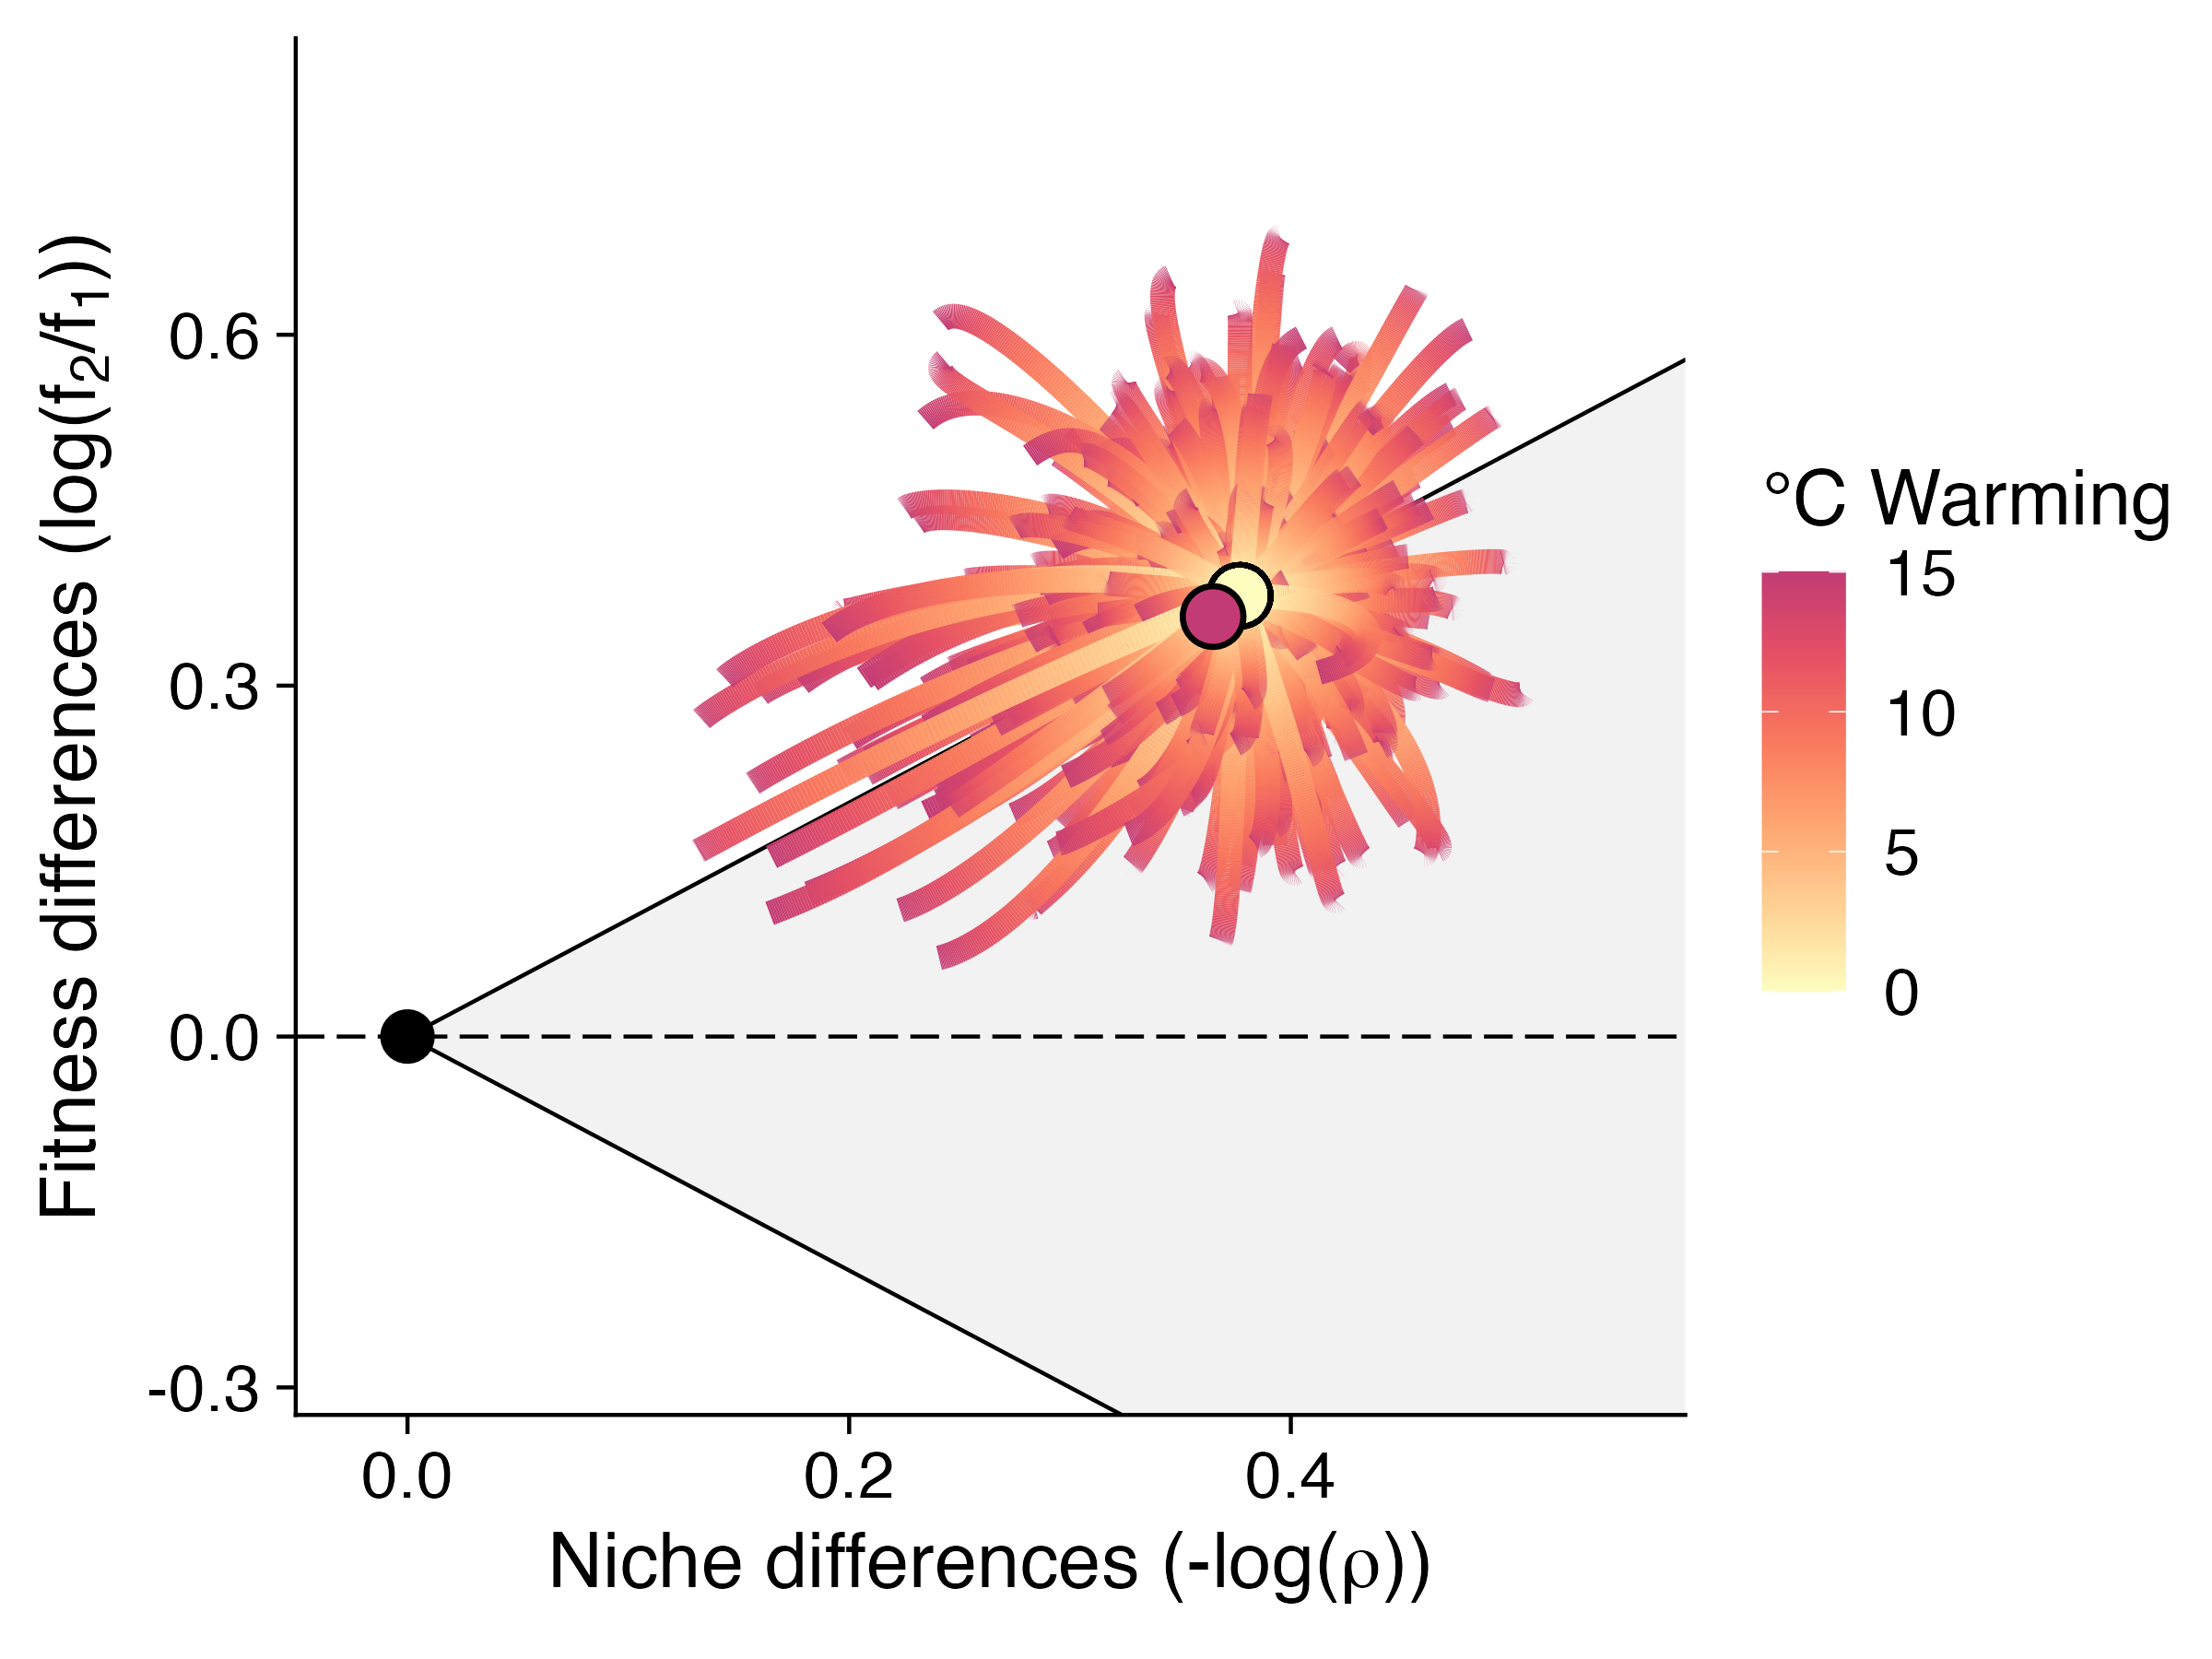 Fitness differences (log(f₂/f₁))
0.6
0.3
0.0
-0.3
0.0 0.2 0.4
Niche differences (-log(ρ))
°C Warming
15
10
5
0